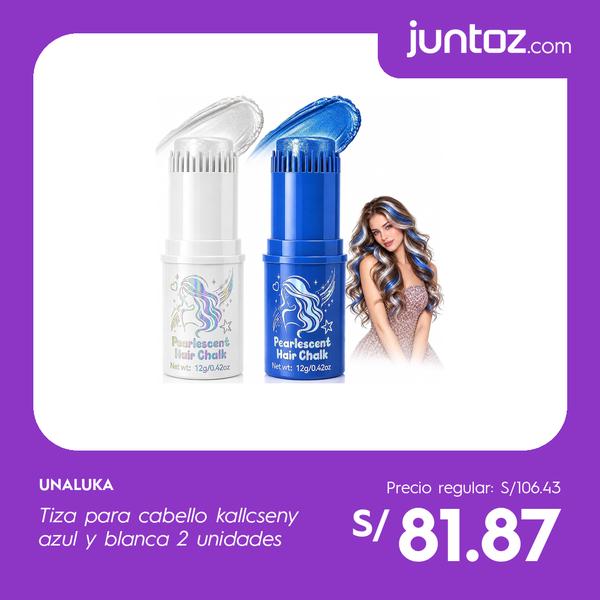 juntoz.com
Pearlescent
Hair Chalk
Net wt: 12g/0.42oz
Pearlescent
Hair Chalk
Net wt: 12g/0.42oz
UNALUKA
Tiza para cabello kallcseny
azul y blanca 2 unidades
Precio regular: S/106.43
S/81.87